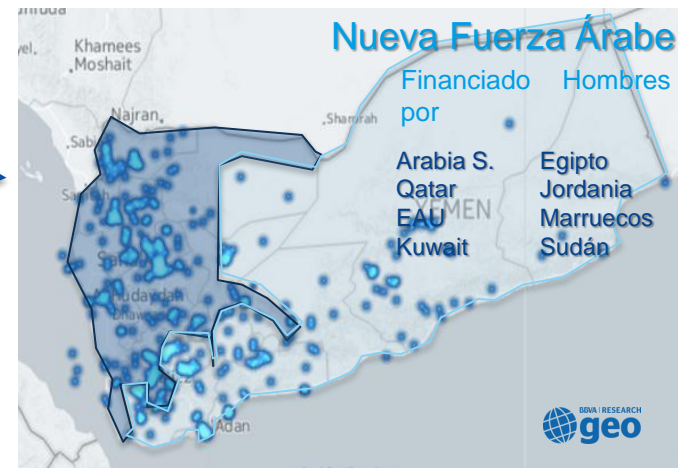 Nueva Fuerza Árabe
Financiado Hombres
por
Arabia S. Egipto
Qatar Jordania
EAU Marruecos
Kuwait Sudán
Khamees
Moshait
Najran
YEMEN
Adan
BBVA | RESEARCH
geo